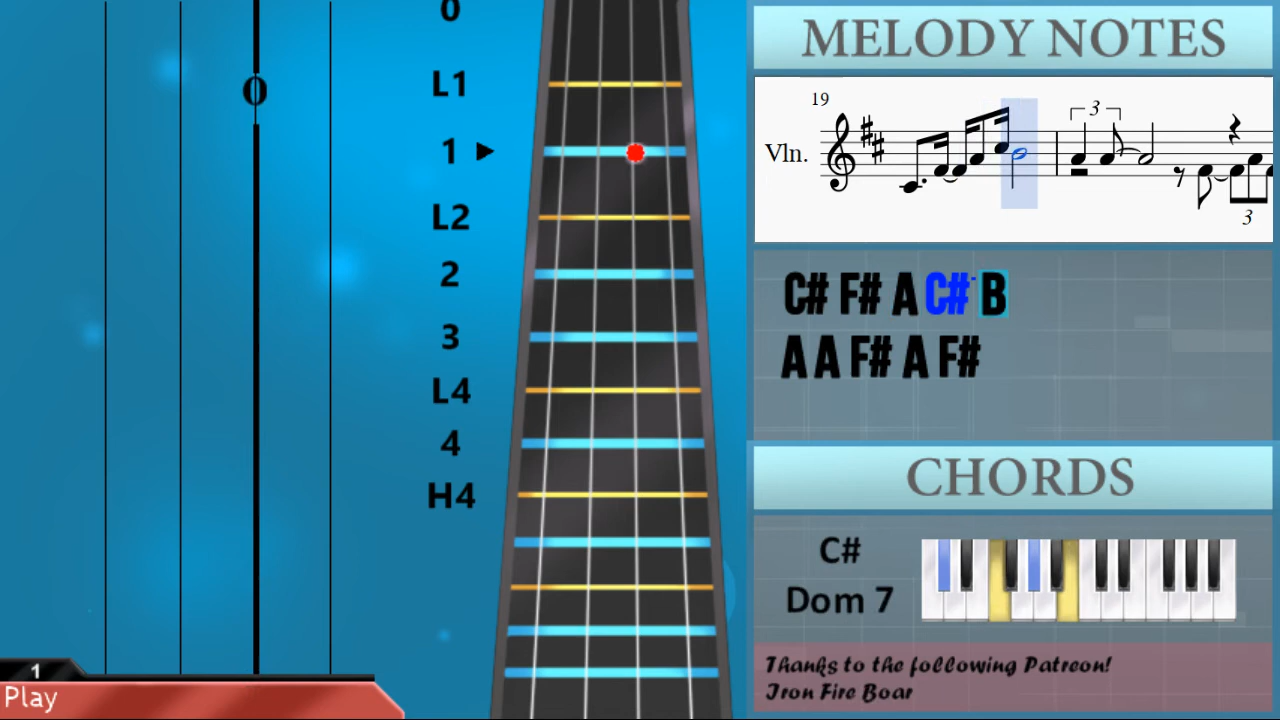 0
0
L1
1
L2
2
3
L4
4
H4
1
Play
MELODY NOTES
19
3
Vln.
3
C# F# A C#- B
A A F# A F#
CHORDS
C#
Dom 7
Thanks to the following Patreon!
Iron Fire Boar